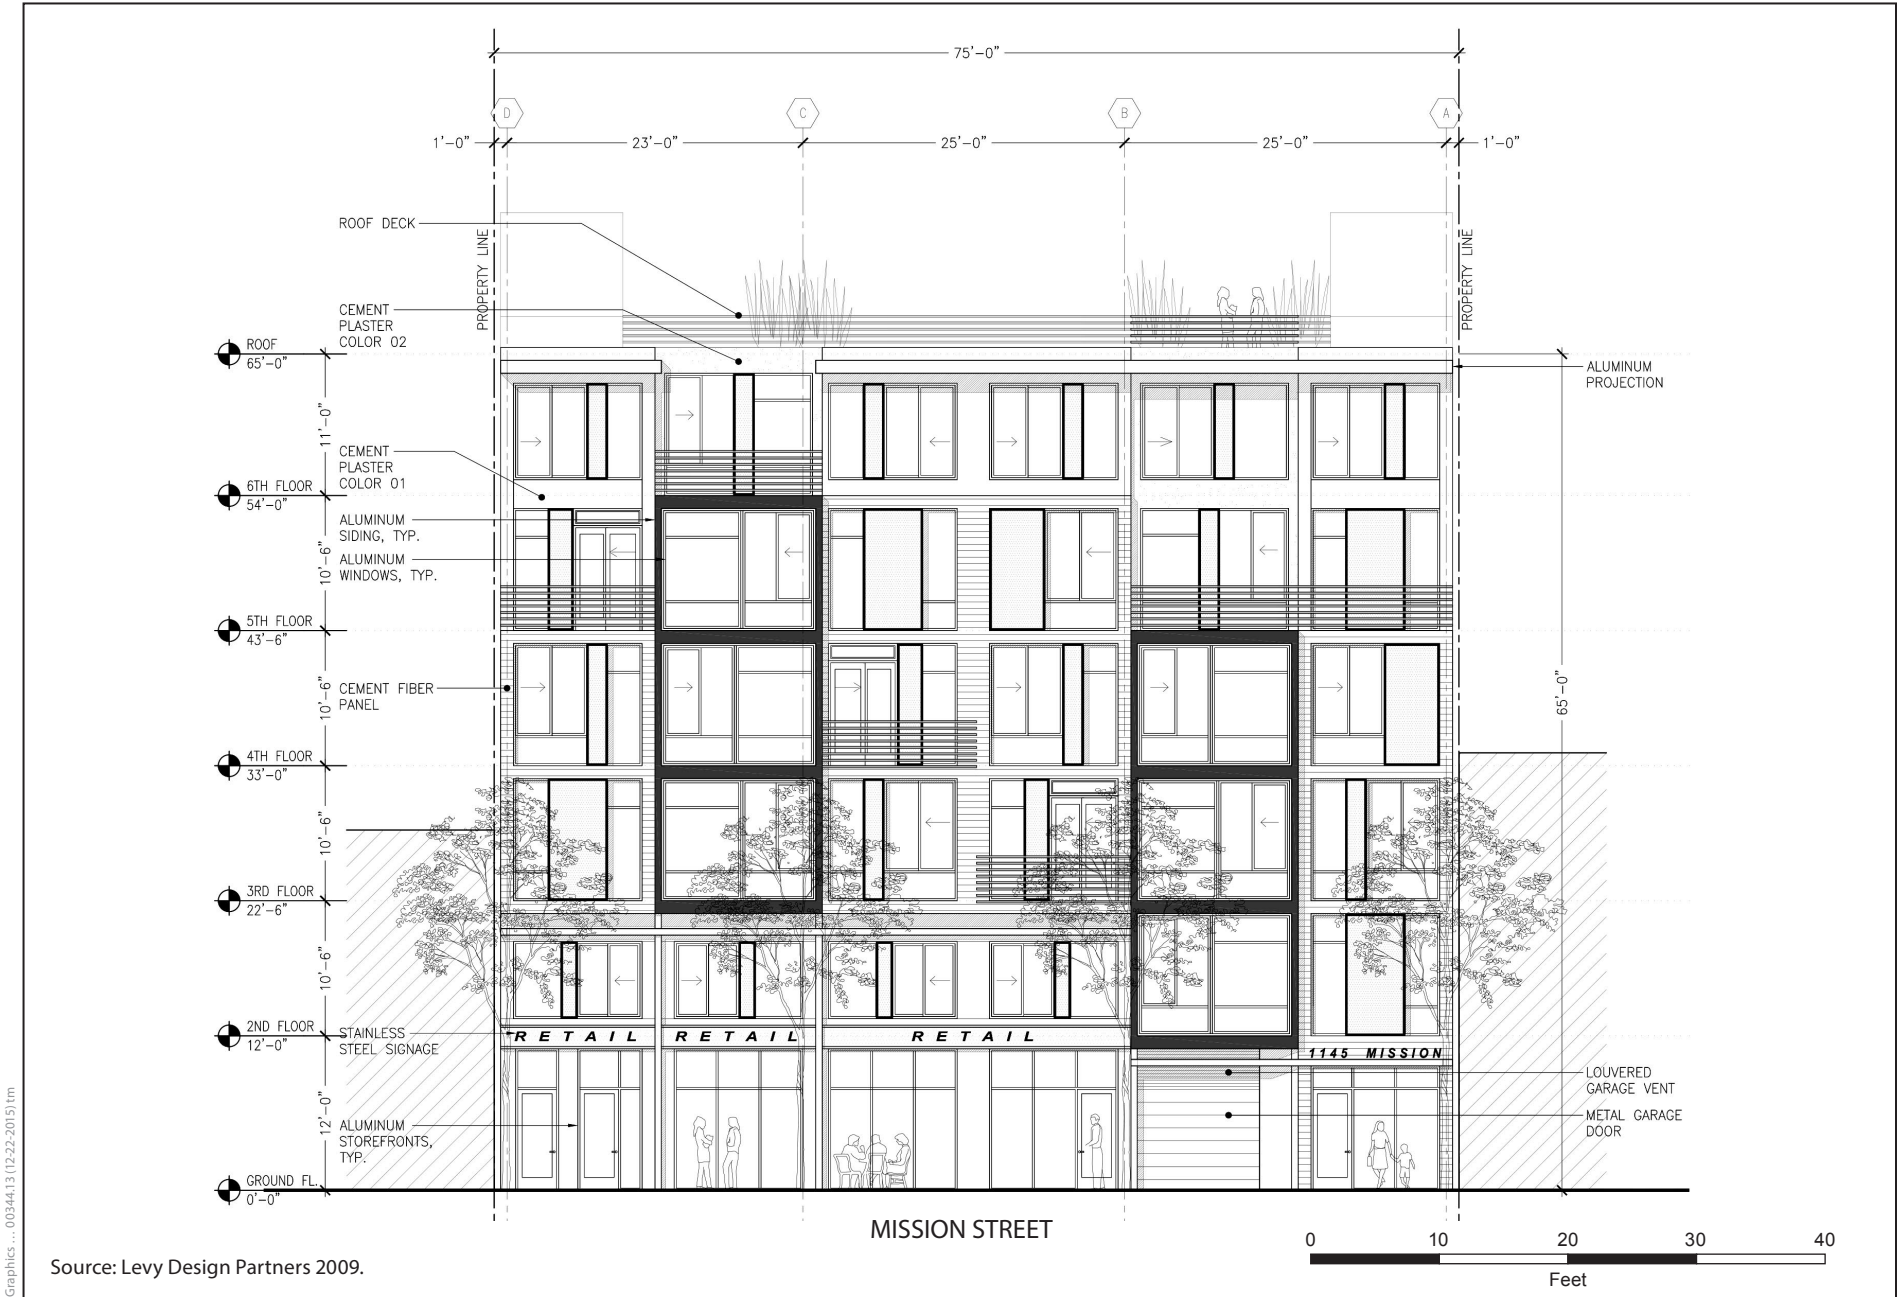 75'-0"
D
C
B
A
1'-0"
23'-0"
25'-0"
25'-0"
1'-0"
ROOF DECK
PROPERTY LINE
PROPERTY LINE
CEMENT
PLASTER
COLOR 02
ROOF
65'-0"
ALUMINUM
PROJECTION
11'-0"
CEMENT
PLASTER
COLOR 01
6TH FLOOR
54'-0"
ALUMINUM
SIDING, TYP.
ALUMINUM
WINDOWS, TYP.
10'-6"
5TH FLOOR
43'-6"
CEMENT FIBER
PANEL
10'-6"
65'-0"
4TH FLOOR
33'-0"
10'-6"
3RD FLOOR
22'-6"
10'-6"
2ND FLOOR
12'-0"
STAINLESS
STEEL SIGNAGE
RETAIL RETAIL RETAIL
1145 MISSION
LOUVERED
GARAGE VENT
METAL GARAGE
DOOR
12'-0"
ALUMINUM
STOREFRONTS,
TYP.
GROUND FL.
0'-0"
MISSION STREET
0 10 20 30 40
Feet
Source: Levy Design Partners 2009.
Graphics … 00344.13 (12-22-2015) tm